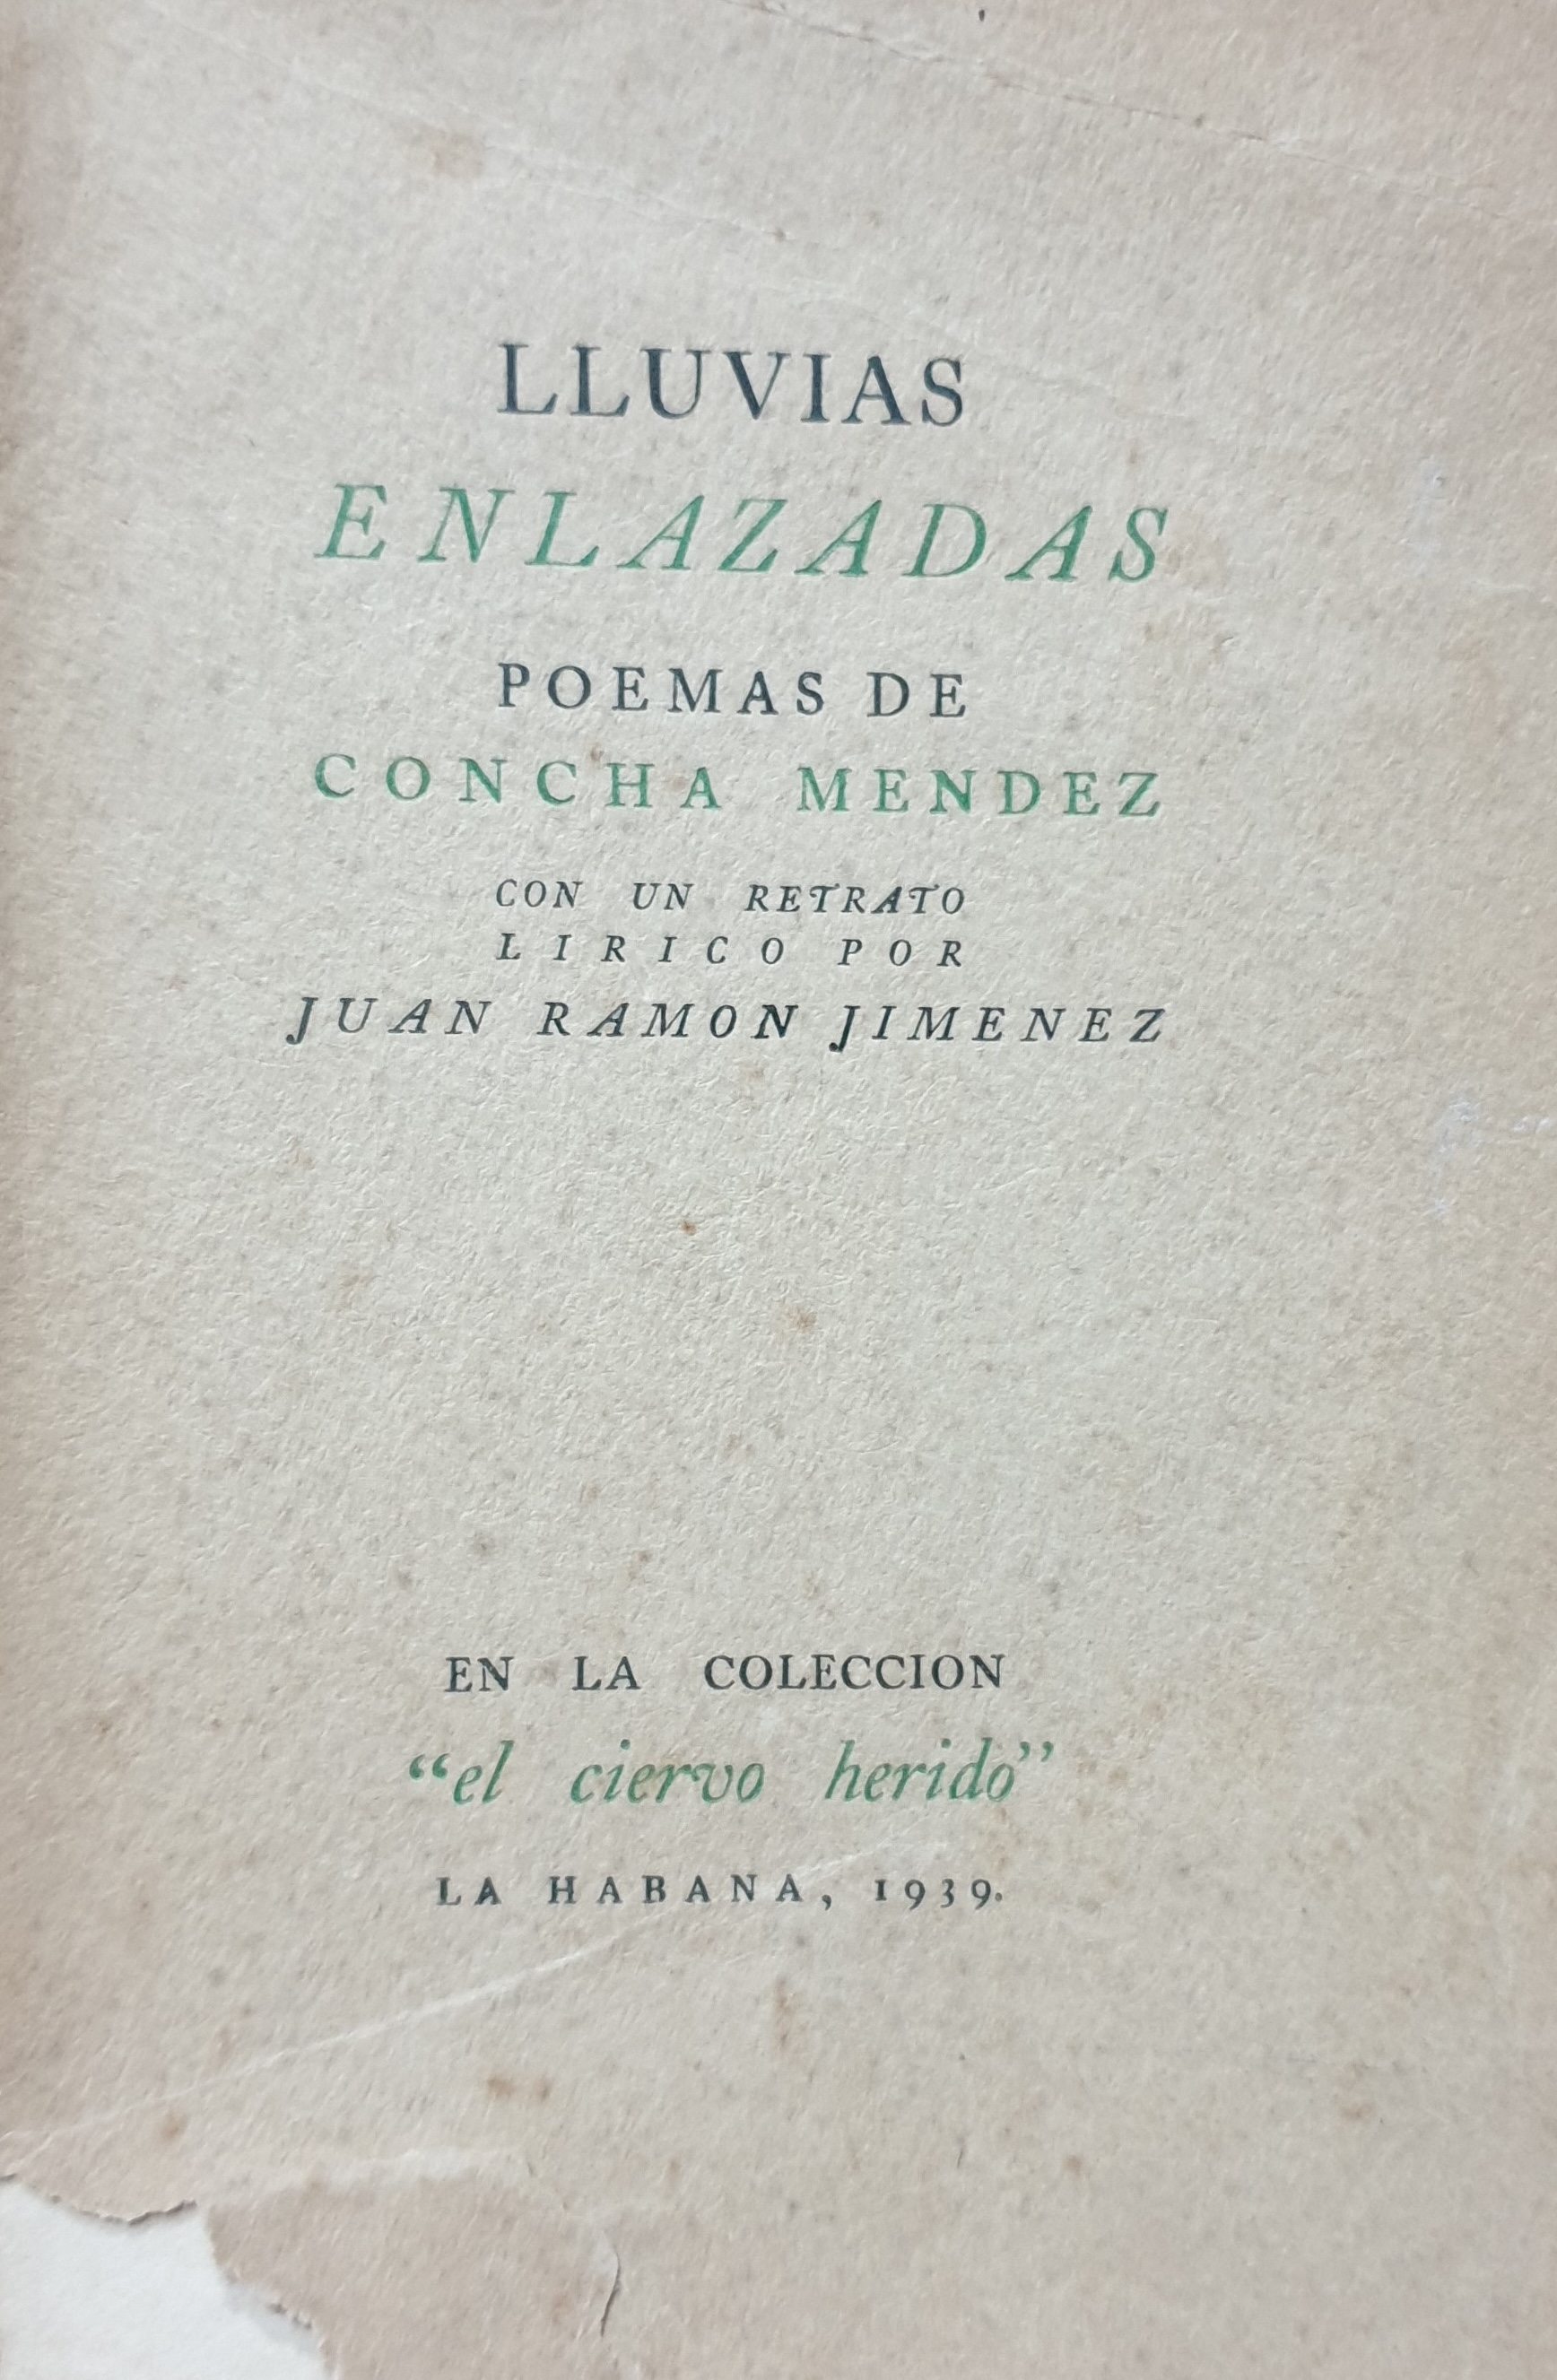 LLUVIAS
ENLAZADAS
POEMAS DE
CONCHA MENDEZ
CON UN RETRATO
LIRICO POR
JUAN RAMON JIMENEZ
EN LA COLECCION
“el ciervo herido”
LA HABANA, 1939.